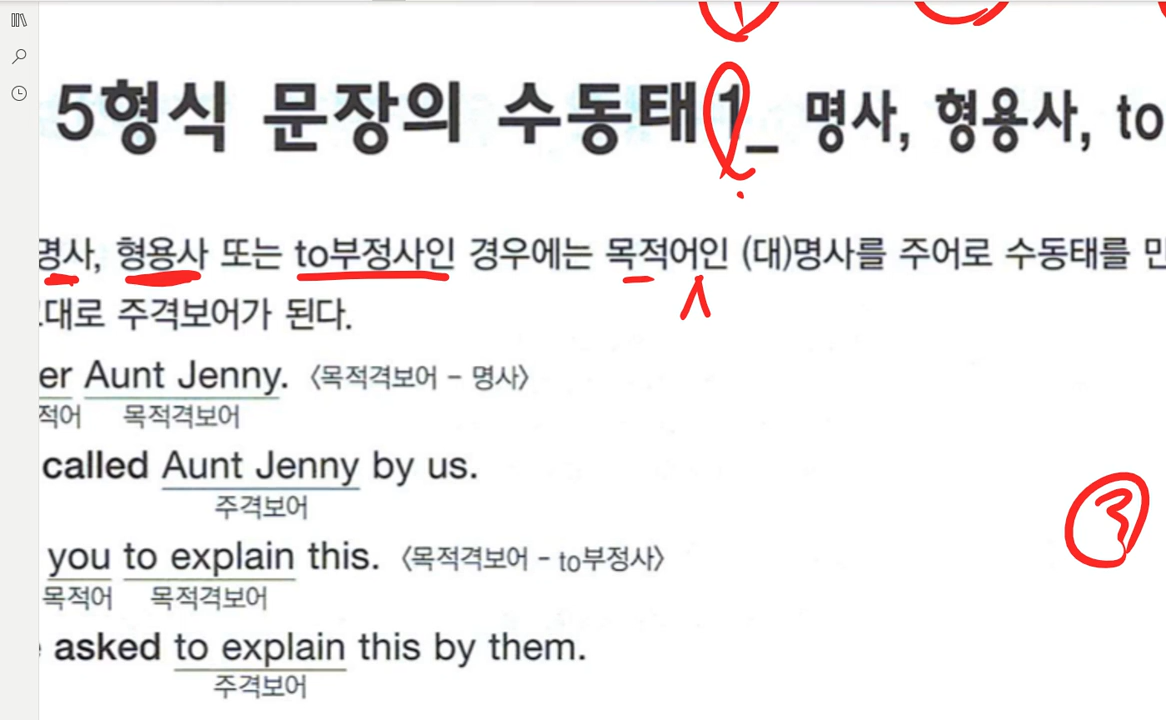 5형식 문장의 수동태1_ 명사, 형용사, to
명사, 형용사 또는 to부정사인 경우에는 목적어인 (대)명사를 주어로 수동태를
대로 주격보어가 된다.
er Aunt Jenny. 〈목적격보어 - 명사〉
적어 목적격보어
called Aunt Jenny by us.
주격보어
3
you to explain this. 〈목적격보어 - to부정사〉
목적어 목적격보어
asked to explain this by them.
주격보어